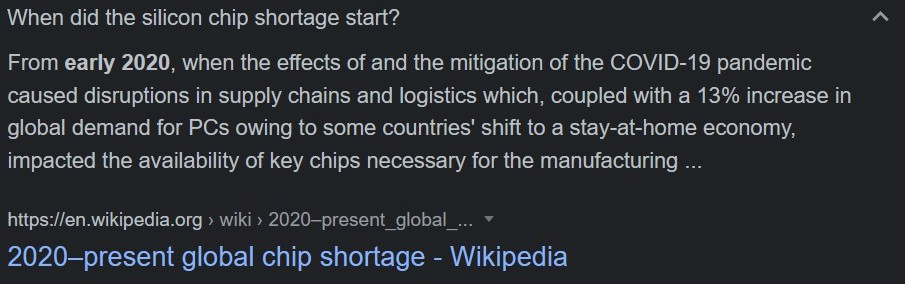 When did the silicon chip shortage start?
From early 2020, when the effects of and the mitigation of the COVID-19 pandemic
caused disruptions in supply chains and logistics which, coupled with a 13% increase in
global demand for PCs owing to some countries' shift to a stay-at-home economy,
impacted the availability of key chips necessary for the manufacturing ...
https://en.wikipedia.org › wiki › 2020–present_global_...
2020–present global chip shortage - Wikipedia